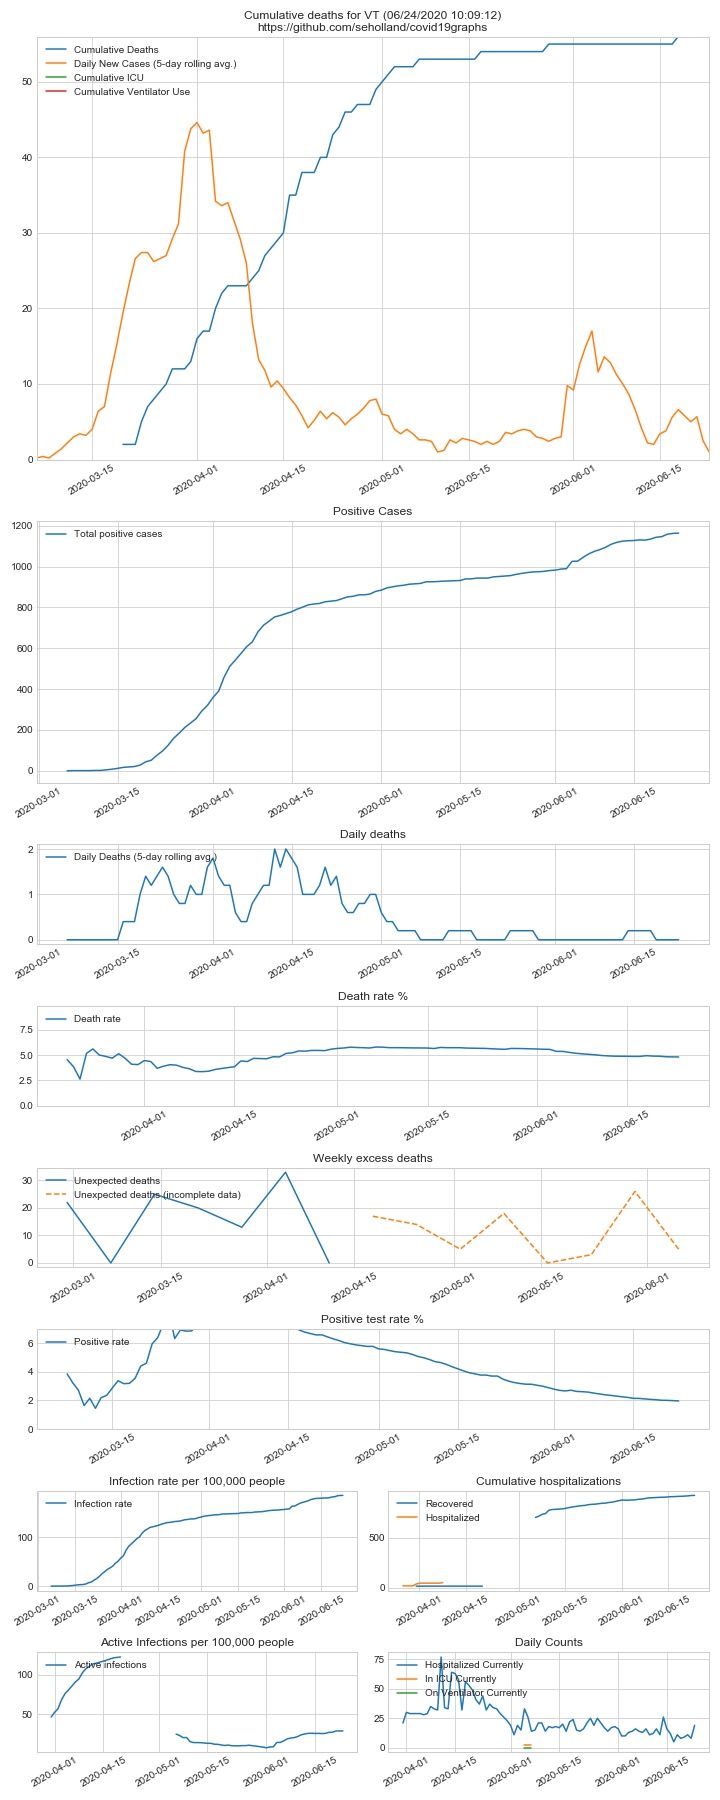 Cumulative deaths for VT (06/24/2020 10:09:12)
https://github.com/seholland/covid19graphs
Cumulative Deaths
Daily New Cases (5-day rolling avg.)
Cumulative ICU
Cumulative Ventilator Use
50
40
30
20
10
0
2020-03-15 2020-04-01 2020-04-15 2020-05-01 2020-05-15 2020-06-01 2020-06-15
Positive Cases
Total positive cases
1200
1000
800
600
400
200
0
2020-03-01 2020-03-15 2020-04-01 2020-04-15 2020-05-01 2020-05-15 2020-06-01 2020-06-15
Daily deaths
Daily Deaths (5-day rolling avg.)
2
1
0
2020-03-01 2020-03-15 2020-04-01 2020-04-15 2020-05-01 2020-05-15 2020-06-01 2020-06-15
Death rate %
Death rate
7.5
5.0
2.5
0.0
2020-04-01 2020-04-15 2020-05-01 2020-05-15 2020-06-01 2020-06-15
Weekly excess deaths
Unexpected deaths
Unexpected deaths (incomplete data)
30
20
10
0
2020-03-01 2020-03-15 2020-04-01 2020-04-15 2020-05-01 2020-05-15 2020-06-01
Positive test rate %
Positive rate
6
4
2
0
2020-03-15 2020-04-01 2020-04-15 2020-05-01 2020-05-15 2020-06-01 2020-06-15
Infection rate per 100,000 people
Infection rate
100
0
2020-03-01 2020-03-15 2020-04-01 2020-04-15 2020-05-01 2020-05-15 2020-06-01 2020-06-15
Cumulative hospitalizations
Recovered
Hospitalized
500
0
2020-04-01 2020-04-15 2020-05-01 2020-05-15 2020-06-01 2020-06-15
Active Infections per 100,000 people
Active infections
100
50
2020-04-01 2020-04-15 2020-05-01 2020-05-15 2020-06-01 2020-06-15
Daily Counts
Hospitalized Currently
In ICU Currently
On Ventilator Currently
75
50
25
0
2020-04-01 2020-04-15 2020-05-01 2020-05-15 2020-06-01 2020-06-15